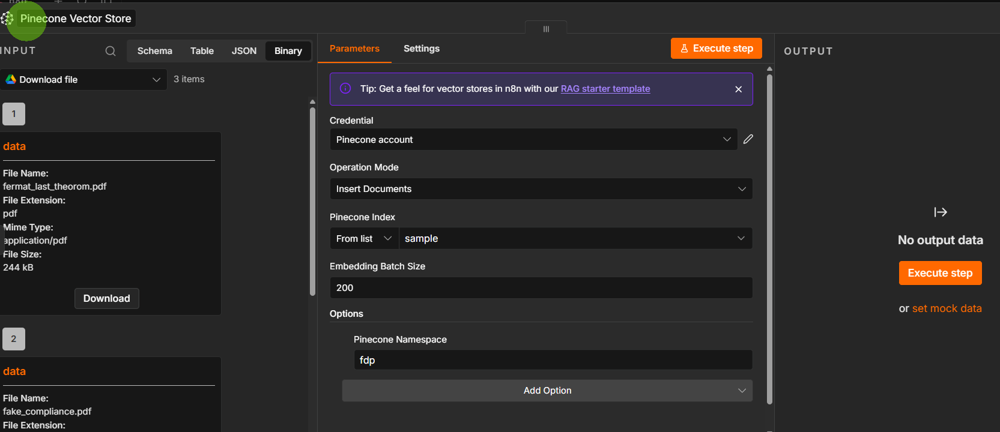 Pinecone Vector Store
INPUT
Schema
Table
JSON
Binary
Download file
3 items
1
data
File Name:
fermat_last_theorom.pdf
File Extension:
pdf
Mime Type:
application/pdf
File Size:
244 kB
Download
2
data
File Name:
fake_compliance.pdf
File Extension:
Parameters
Settings
Execute step
Tip: Get a feel for vector stores in n8n with our RAG starter template
Credential
Pinecone account
Operation Mode
Insert Documents
Pinecone Index
From list
sample
Embedding Batch Size
200
Options
Pinecone Namespace
fdp
Add Option
OUTPUT
No output data
Execute step
or set mock data